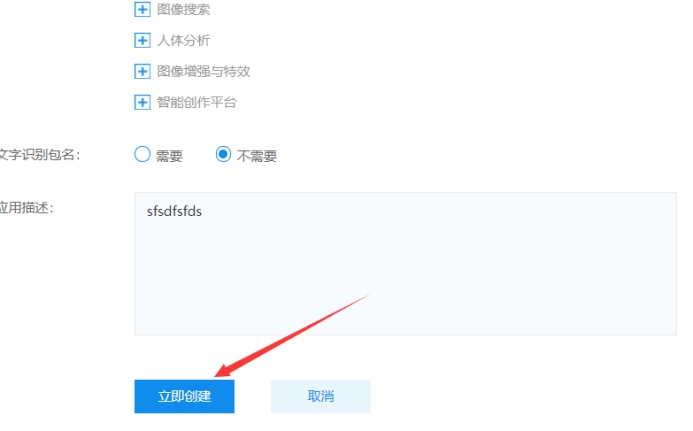 图像搜索
人体分析
图像增强与特效
智能创作平台
文字识别包名： 需要 不需要
应用描述： sfsdfsfds
立即创建 取消